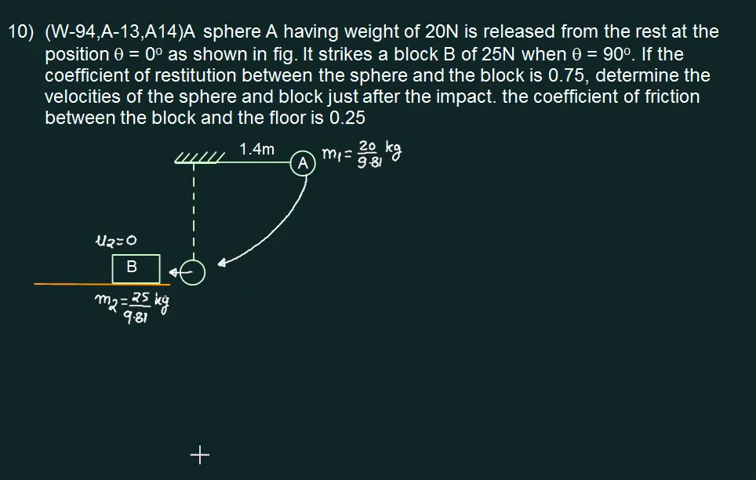 10) (W-94,A-13,A14)A sphere A having weight of 20N is released from the rest at the
position θ = 0º as shown in fig. It strikes a block B of 25N when θ = 90º. If the
coefficient of restitution between the sphere and the block is 0.75, determine the
velocities of the sphere and block just after the impact. the coefficient of friction
between the block and the floor is 0.25
1.4m
A
m₁ = 20/9.81 kg
u₂=0
B
m₂ = 25/9.81 kg